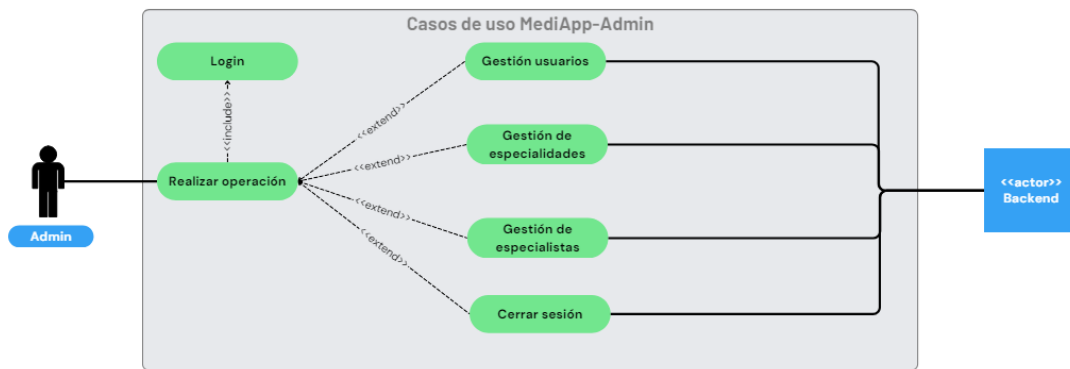 Casos de uso MediApp-Admin
Login
<<include>>
Realizar operación
Admin
<<extend>>
Gestión usuarios
<<extend>>
Gestión de
especialidades
<<extend>>
Gestión de
especialistas
<<extend>>
Cerrar sesión
<<actor>>
Backend